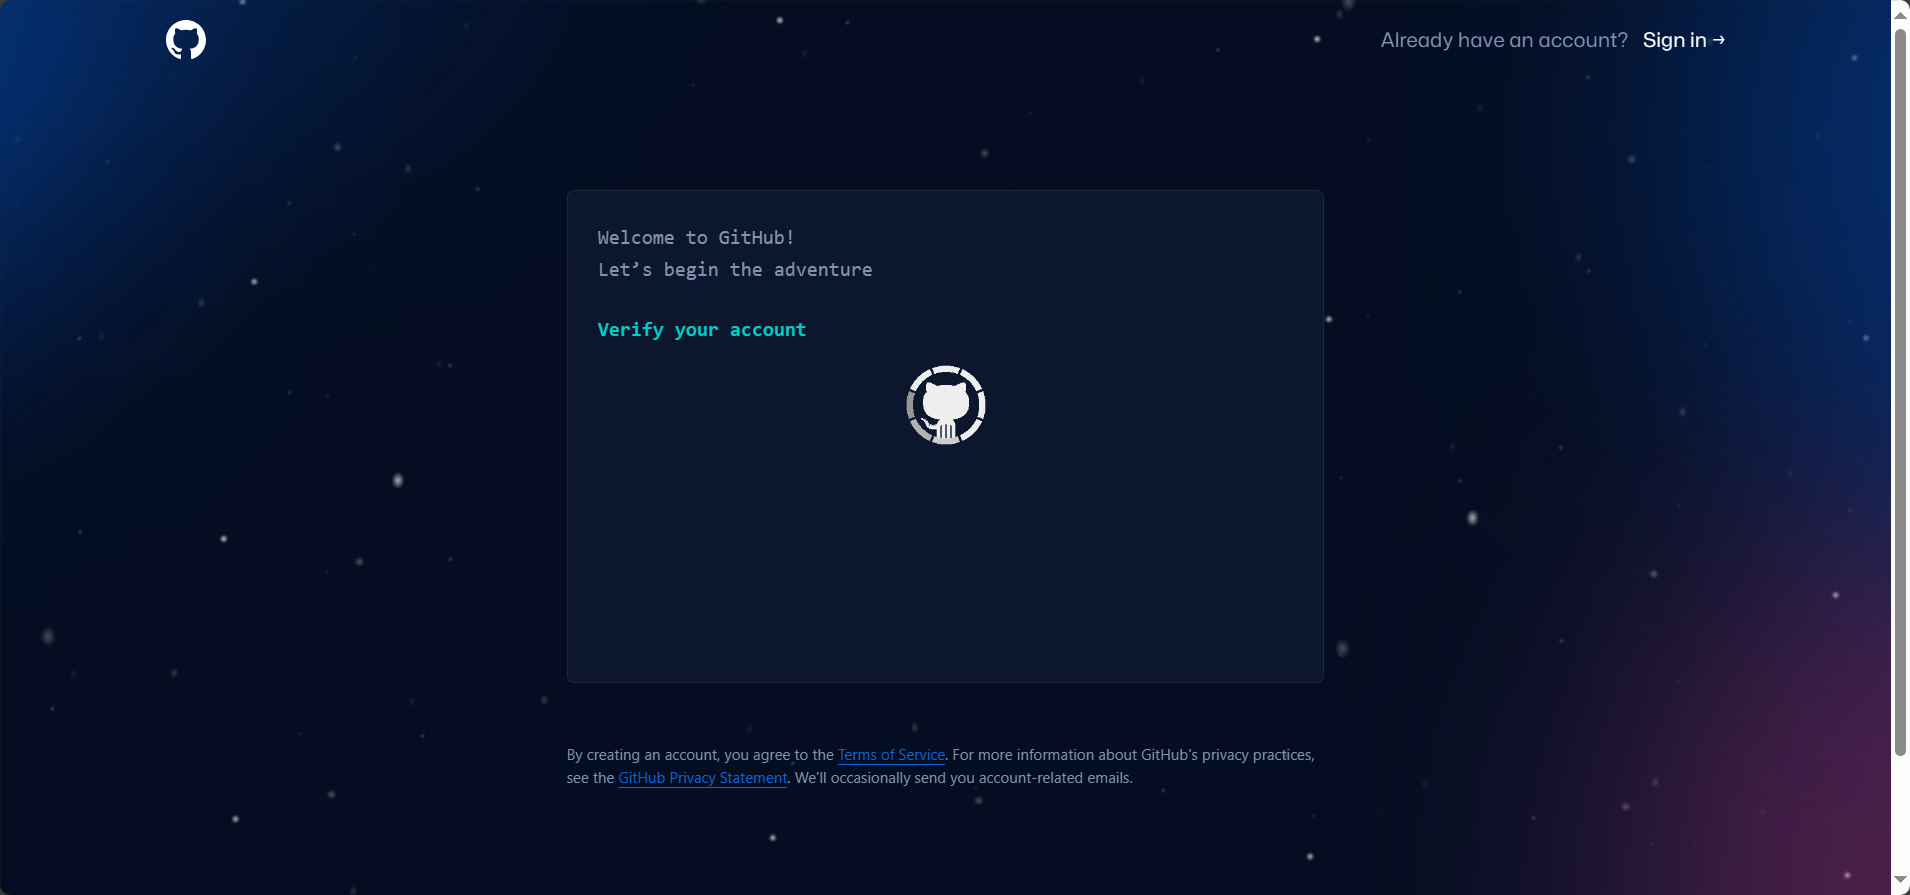 Already have an account? Sign in →
Welcome to GitHub!
Let’s begin the adventure
Verify your account
By creating an account, you agree to the Terms of Service. For more information about GitHub's privacy practices,
see the GitHub Privacy Statement. We'll occasionally send you account-related emails.